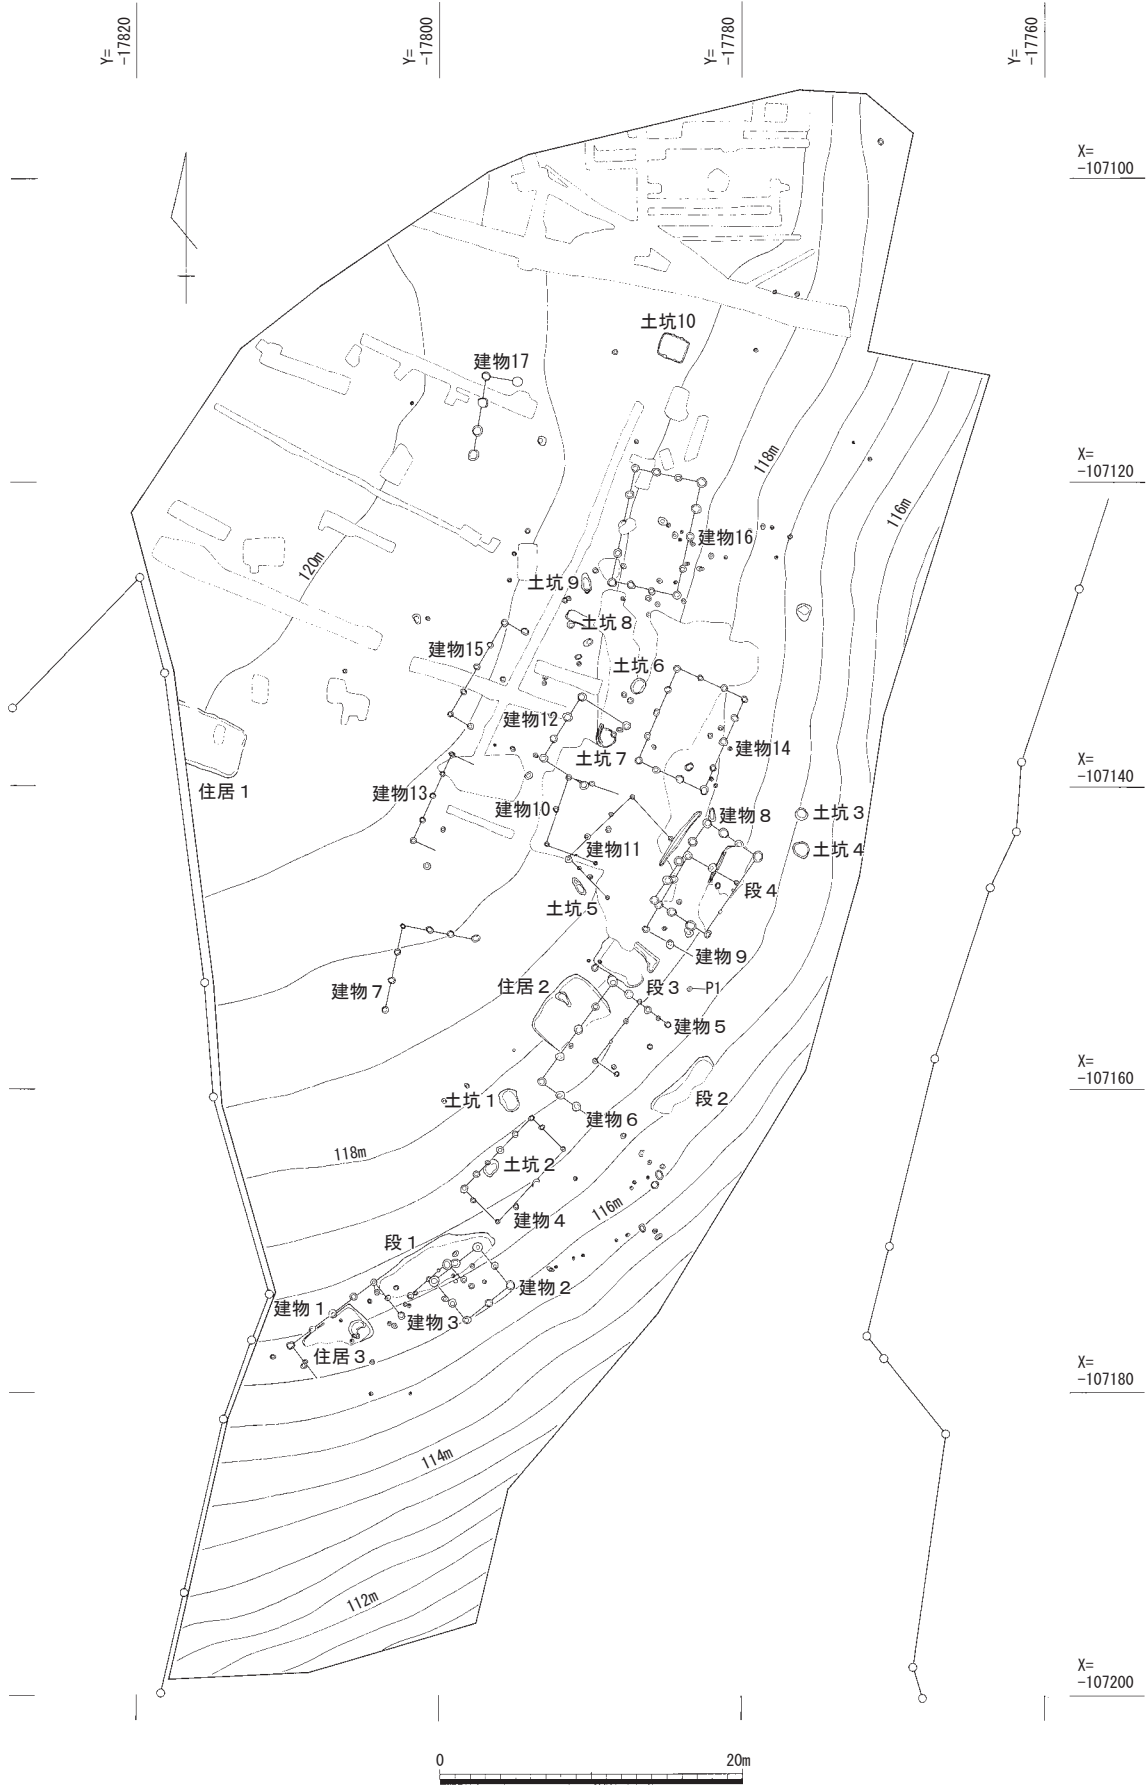 Y=
-17820
Y=
-17800
Y=
-17780
Y=
-17760
X=
-107100
土坑10
建物17
118m
X=
-107120
116m
建物16
120m
土坑9
土坑8
建物15
土坑6
建物12
建物14
土坑7
X=
-107140
住居1
建物13
建物10
建物8
土坑3
建物11
土坑4
段4
土坑5
建物9
住居2
段3
P1
建物7
建物5
X=
-107160
土坑1
段2
建物6
118m
土坑2
116m
建物4
段1
建物2
建物1
建物3
住居3
X=
-107180
114m
112m
X=
-107200
0
20m